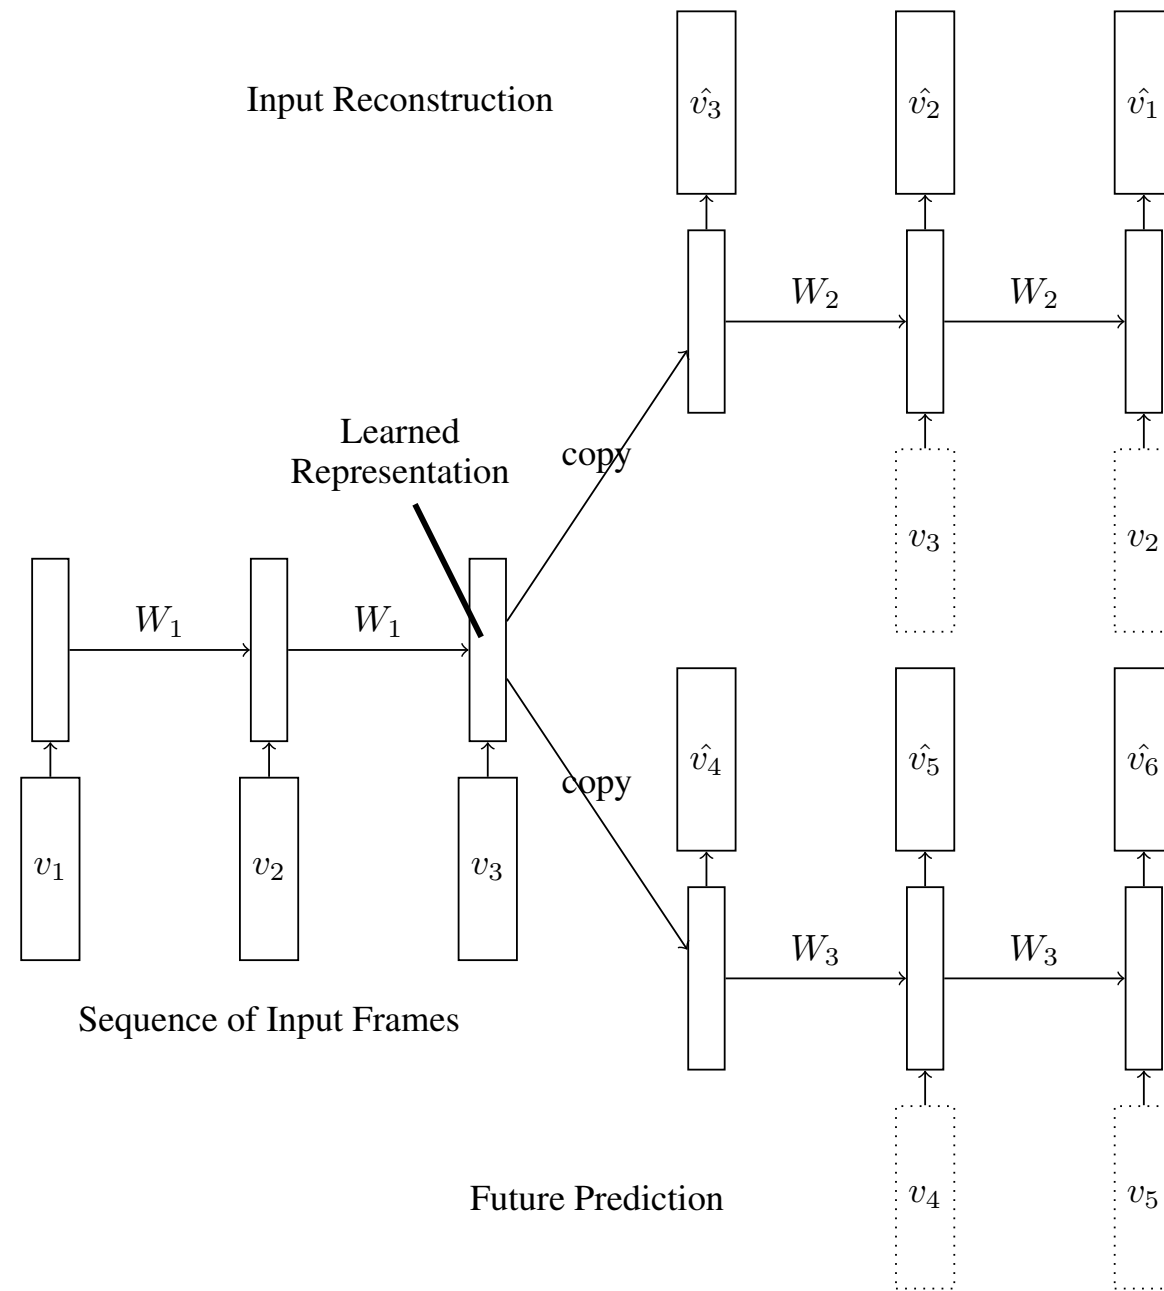 Input Reconstruction
v̂₃ v̂₂ v̂₁
W₂ W₂
Learned
Representation
copy
v₃ v₂
W₁ W₁
v̂₄ v̂₅ v̂₆
copy
v₁ v₂ v₃
W₃ W₃
Sequence of Input Frames
Future Prediction
v₄ v₅